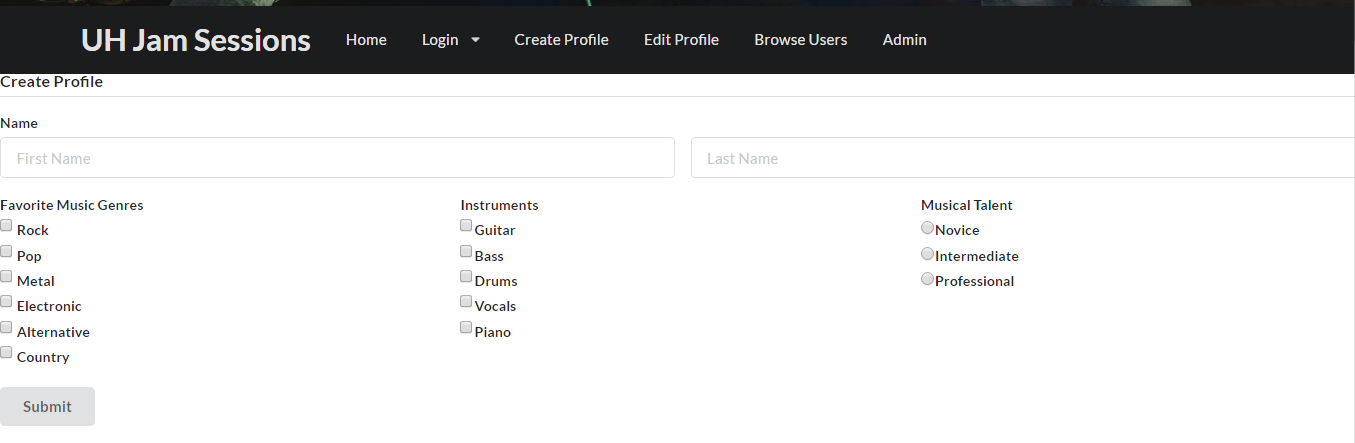 UH Jam Sessions Home Login Create Profile Edit Profile Browse Users Admin
Create Profile
Name
First Name Last Name
Favorite Music Genres Instruments Musical Talent
Rock Guitar Novice
Pop Bass Intermediate
Metal Drums Professional
Electronic Vocals
Alternative Piano
Country
Submit